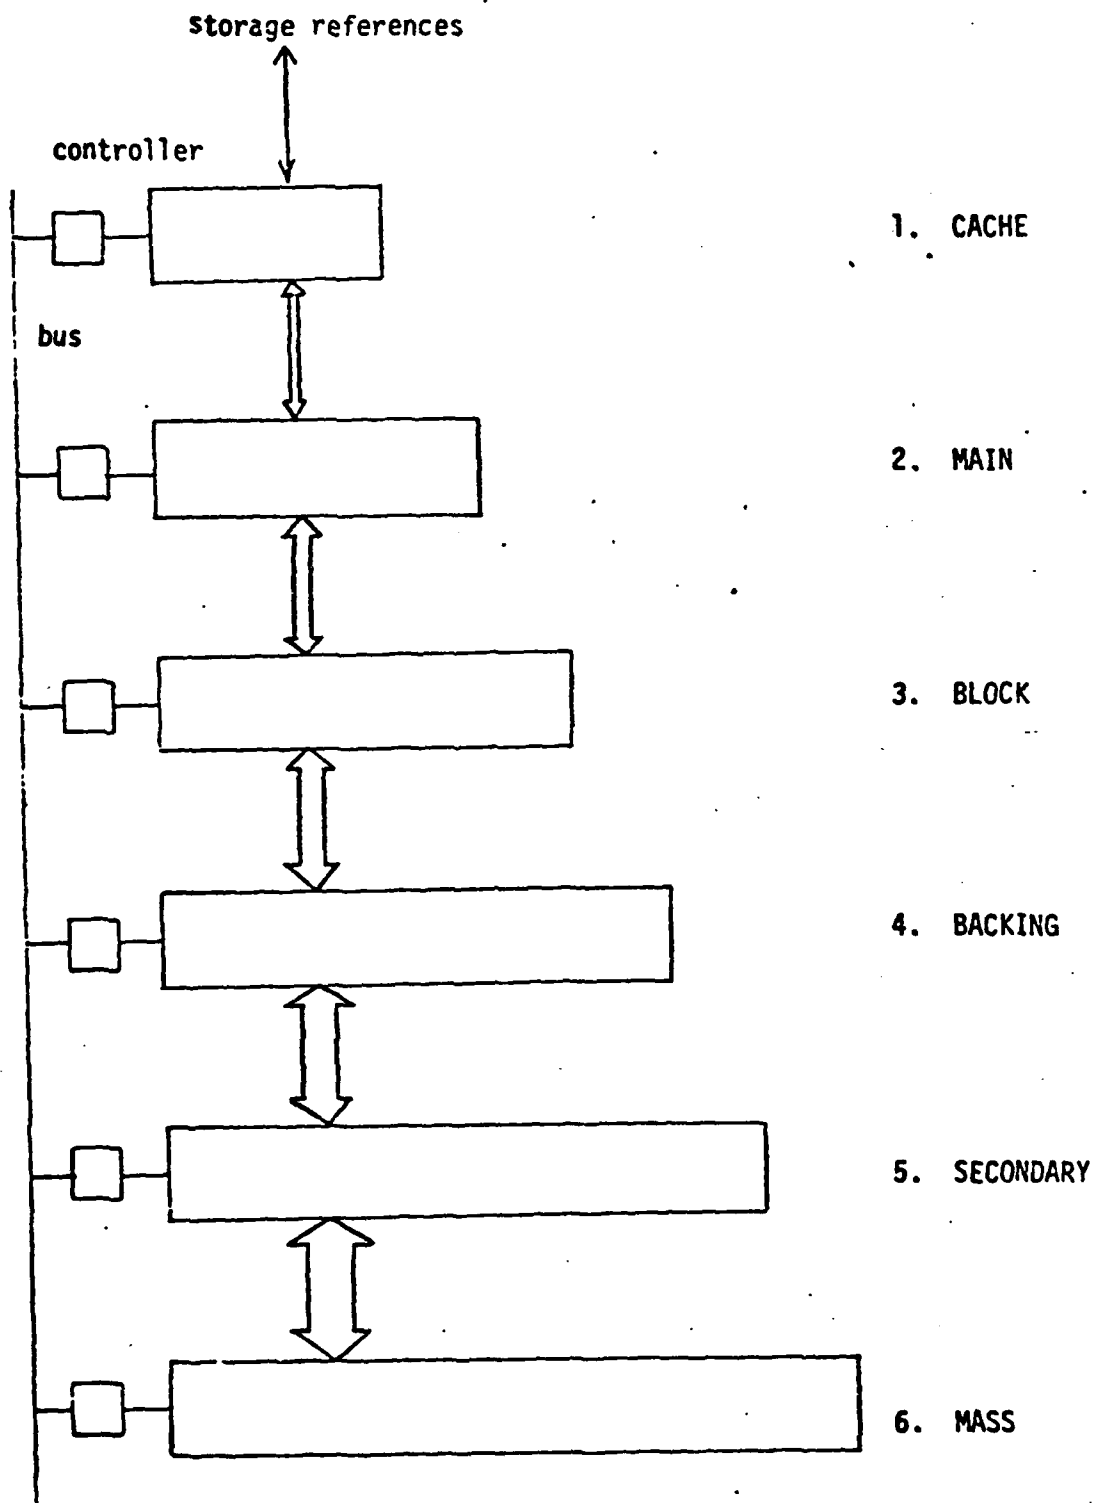 storage references
controller
1. CACHE
bus
2. MAIN
3. BLOCK
4. BACKING
5. SECONDARY
6. MASS